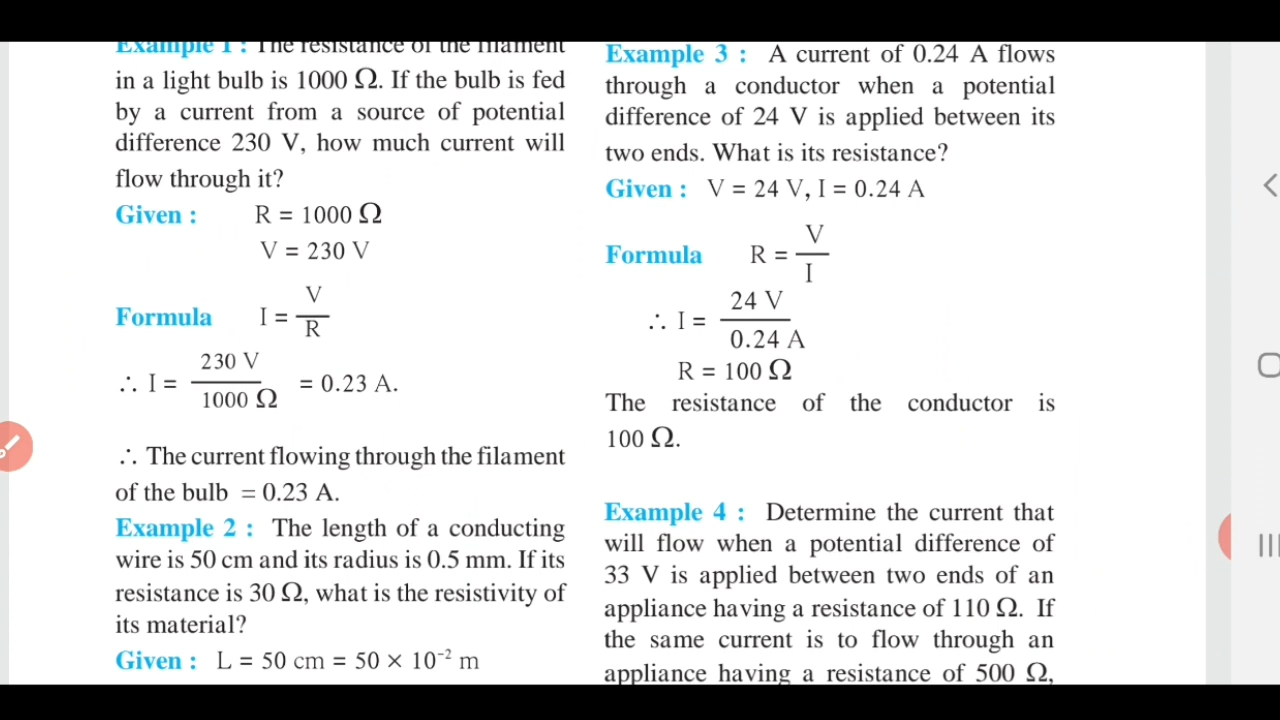 Example 1 : The resistance of the filament
in a light bulb is 1000 Ω. If the bulb is fed
by a current from a source of potential
difference 230 V, how much current will
flow through it?
Given : R = 1000 Ω
V = 230 V
Formula I = V/R
∴ I = 230 V / 1000 Ω = 0.23 A.
∴ The current flowing through the filament
of the bulb = 0.23 A.
Example 2 : The length of a conducting
wire is 50 cm and its radius is 0.5 mm. If its
resistance is 30 Ω, what is the resistivity of
its material?
Given : L = 50 cm = 50 × 10⁻² m
Example 3 : A current of 0.24 A flows
through a conductor when a potential
difference of 24 V is applied between its
two ends. What is its resistance?
Given : V = 24 V, I = 0.24 A
Formula R = V/I
∴ I = 24 V / 0.24 A
R = 100 Ω
The resistance of the conductor is
100 Ω.
Example 4 : Determine the current that
will flow when a potential difference of
33 V is applied between two ends of an
appliance having a resistance of 110 Ω. If
the same current is to flow through an
appliance having a resistance of 500 Ω,